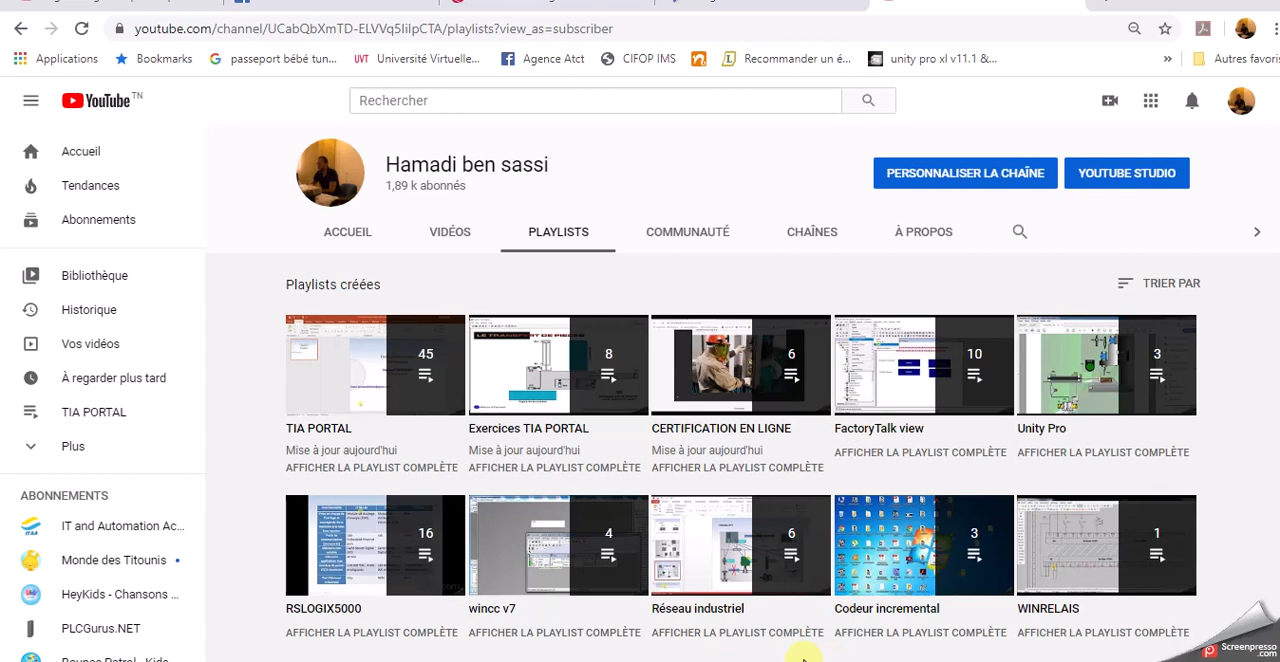 youtube.com/channel/UCabQbXmTD-ELVVq5IiIpCTA/playlists?view_as=subscriber
Applications
Bookmarks
passeport bébé tun...
UVT Université Virtuelle...
Agence Atct
CIFOP IMS
Recommander un é...
unity pro xl v11.1 &...
»
Autres favoris
YouTube TN
Rechercher
Accueil
Tendances
Abonnements
Bibliothèque
Historique
Vos vidéos
À regarder plus tard
TIA PORTAL
Plus
ABONNEMENTS
IT and Automation Ac...
Monde des Titounis
HeyKids - Chansons ...
PLCGurus.NET
Hamadi ben sassi
1,89 k abonnés
PERSONNALISER LA CHAÎNE
YOUTUBE STUDIO
ACCUEIL
VIDÉOS
PLAYLISTS
COMMUNAUTÉ
CHAÎNES
À PROPOS
Playlists créées
TRIER PAR
45
LE TRANSPORT DE PIECES
8
6
10
3
TIA PORTAL
Mise à jour aujourd'hui
AFFICHER LA PLAYLIST COMPLÈTE
Exercices TIA PORTAL
Mise à jour aujourd'hui
AFFICHER LA PLAYLIST COMPLÈTE
CERTIFICATION EN LIGNE
Mise à jour aujourd'hui
AFFICHER LA PLAYLIST COMPLÈTE
FactoryTalk view
AFFICHER LA PLAYLIST COMPLÈTE
Unity Pro
AFFICHER LA PLAYLIST COMPLÈTE
16
4
6
3
1
RSLOGIX5000
AFFICHER LA PLAYLIST COMPLÈTE
wincc v7
AFFICHER LA PLAYLIST COMPLÈTE
Réseau industriel
AFFICHER LA PLAYLIST COMPLÈTE
Codeur incremental
AFFICHER LA PLAYLIST COMPLÈTE
WINRELAIS
AFFICHER LA PLAYLIST COMPLÈTE
Screenpresso
.com